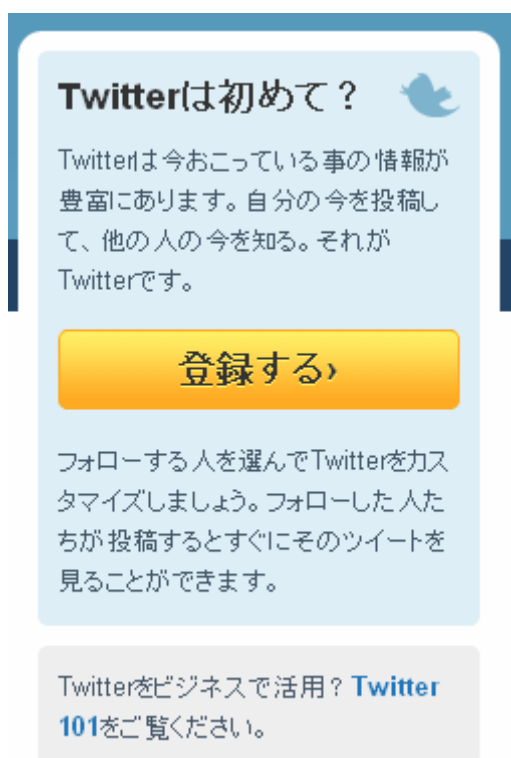 Twitterは初めて？
Twitterは今おこっている事の情報が
豊富にあります。自分の今を投稿し
て、他の人の今を知る。それが
Twitterです。
登録する›
フォローする人を選んでTwitterをカス
タマイズしましょう。フォローした人た
ちが投稿するとすぐにそのツイートを
見ることができます。
Twitterをビジネスで活用？Twitter
101をご覧ください。